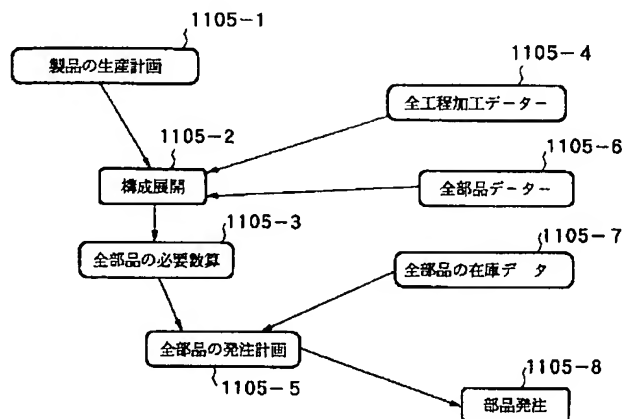 1105-1
製品の生産計画
1105-4
全工程加工データー
1105-2
構成展開
1105-6
全部品データー
1105-3
全部品の必要数算
1105-7
全部品の在庫デ タ
全部品の発注計画
1105-5
1105-8
部品発注